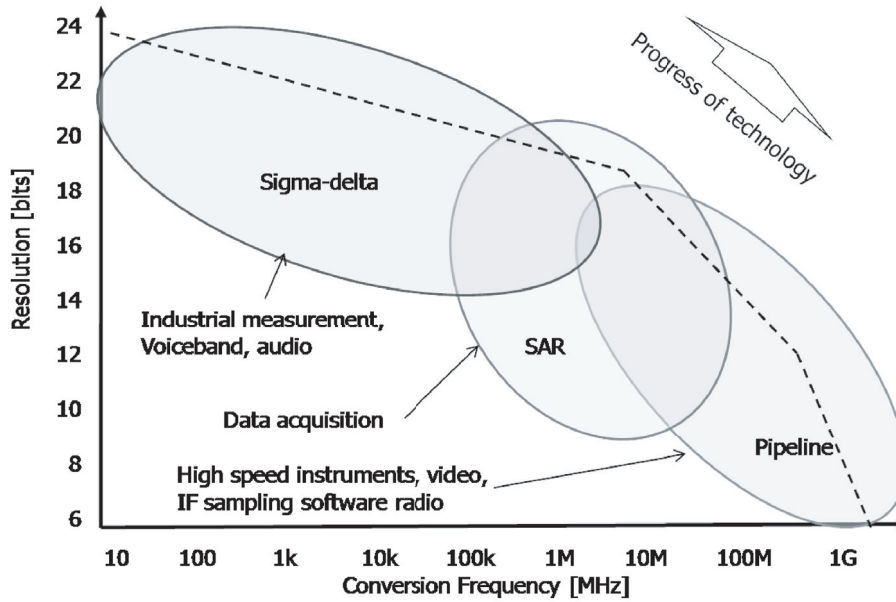 24
22
20
18
16
14
12
10
8
6
Resolution [bits]
Progress of technology
Sigma-delta
Industrial measurement,
Voiceband, audio
SAR
Data acquisition
Pipeline
High speed instruments, video,
IF sampling software radio
10 100 1k 10k 100k 1M 10M 100M 1G
Conversion Frequency [MHz]